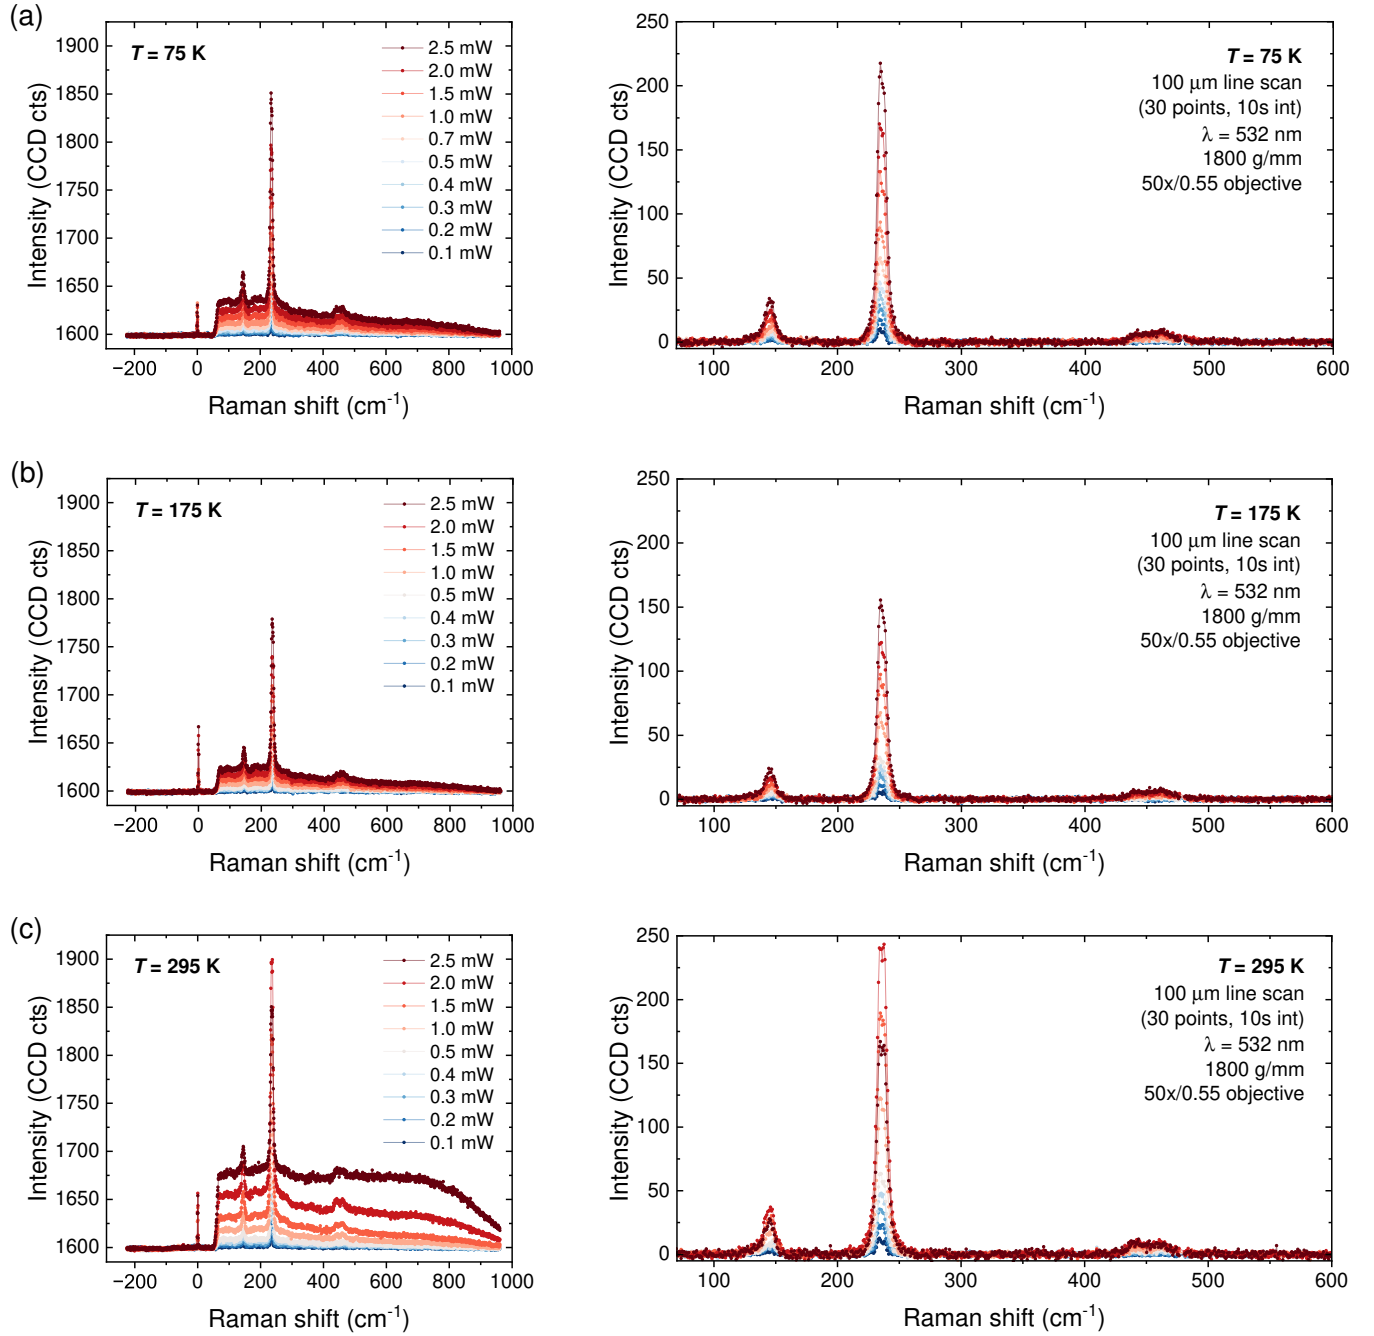 (a)
1900
1850
1800
1750
1700
1650
1600
Intensity (CCD cts)
T = 75 K
2.5 mW
2.0 mW
1.5 mW
1.0 mW
0.7 mW
0.5 mW
0.4 mW
0.3 mW
0.2 mW
0.1 mW
−200 0 200 400 600 800 1000
Raman shift (cm⁻¹)
250
200
150
100
50
0
Intensity (CCD cts)
T = 75 K
100 μm line scan
(30 points, 10s int)
λ = 532 nm
1800 g/mm
50x/0.55 objective
100 200 300 400 500 600
Raman shift (cm⁻¹)
(b)
1900
1850
1800
1750
1700
1650
1600
Intensity (CCD cts)
T = 175 K
2.5 mW
2.0 mW
1.5 mW
1.0 mW
0.5 mW
0.4 mW
0.3 mW
0.2 mW
0.1 mW
−200 0 200 400 600 800 1000
Raman shift (cm⁻¹)
250
200
150
100
50
0
Intensity (CCD cts)
T = 175 K
100 μm line scan
(30 points, 10s int)
λ = 532 nm
1800 g/mm
50x/0.55 objective
100 200 300 400 500 600
Raman shift (cm⁻¹)
(c)
1900
1850
1800
1750
1700
1650
1600
Intensity (CCD cts)
T = 295 K
2.5 mW
2.0 mW
1.5 mW
1.0 mW
0.5 mW
0.4 mW
0.3 mW
0.2 mW
0.1 mW
−200 0 200 400 600 800 1000
Raman shift (cm⁻¹)
250
200
150
100
50
0
Intensity (CCD cts)
T = 295 K
100 μm line scan
(30 points, 10s int)
λ = 532 nm
1800 g/mm
50x/0.55 objective
100 200 300 400 500 600
Raman shift (cm⁻¹)